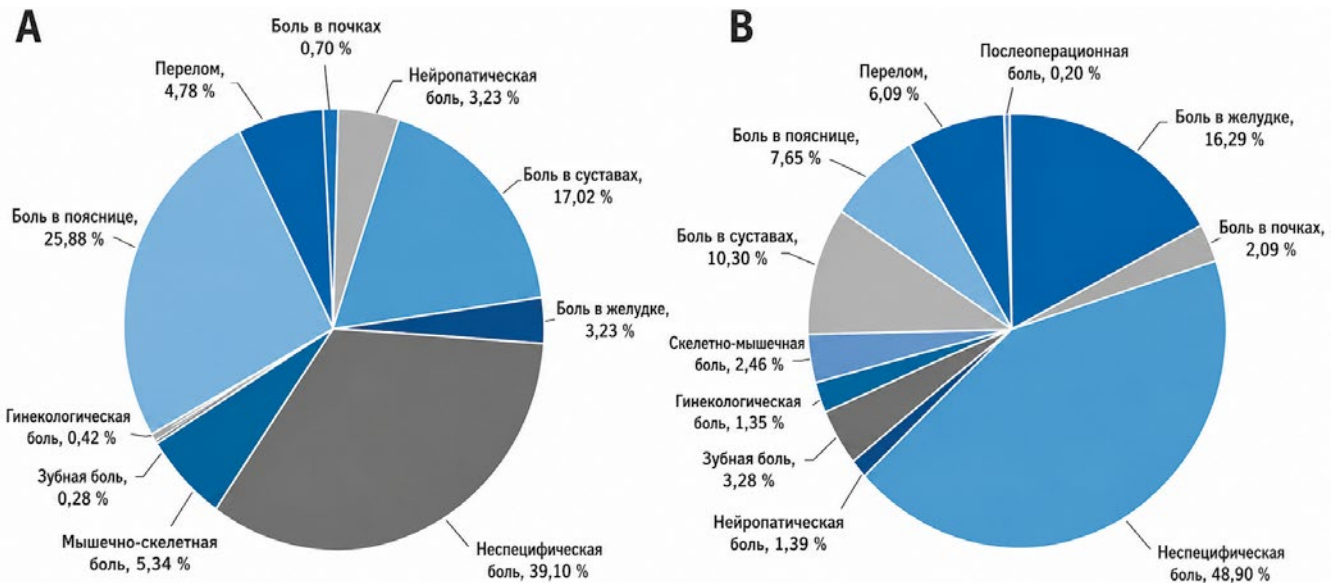 A
Боль в почках
0,70 %
Перелом,
4,78 %
Нейропатическая
боль, 3,23 %
Боль в суставах,
17,02 %
Боль в пояснице,
25,88 %
Боль в желудке,
3,23 %
Гинекологическая
боль, 0,42 %
Зубная боль,
0,28 %
Мышечно-скелетная
боль, 5,34 %
Неспецифическая
боль, 39,10 %
B
Послеоперационная
боль, 0,20 %
Перелом,
6,09 %
Боль в желудке,
16,29 %
Боль в пояснице,
7,65 %
Боль в почках,
2,09 %
Боль в суставах,
10,30 %
Скелетно-мышечная
боль, 2,46 %
Гинекологическая
боль, 1,35 %
Зубная боль,
3,28 %
Нейропатическая
боль, 1,39 %
Неспецифическая
боль, 48,90 %